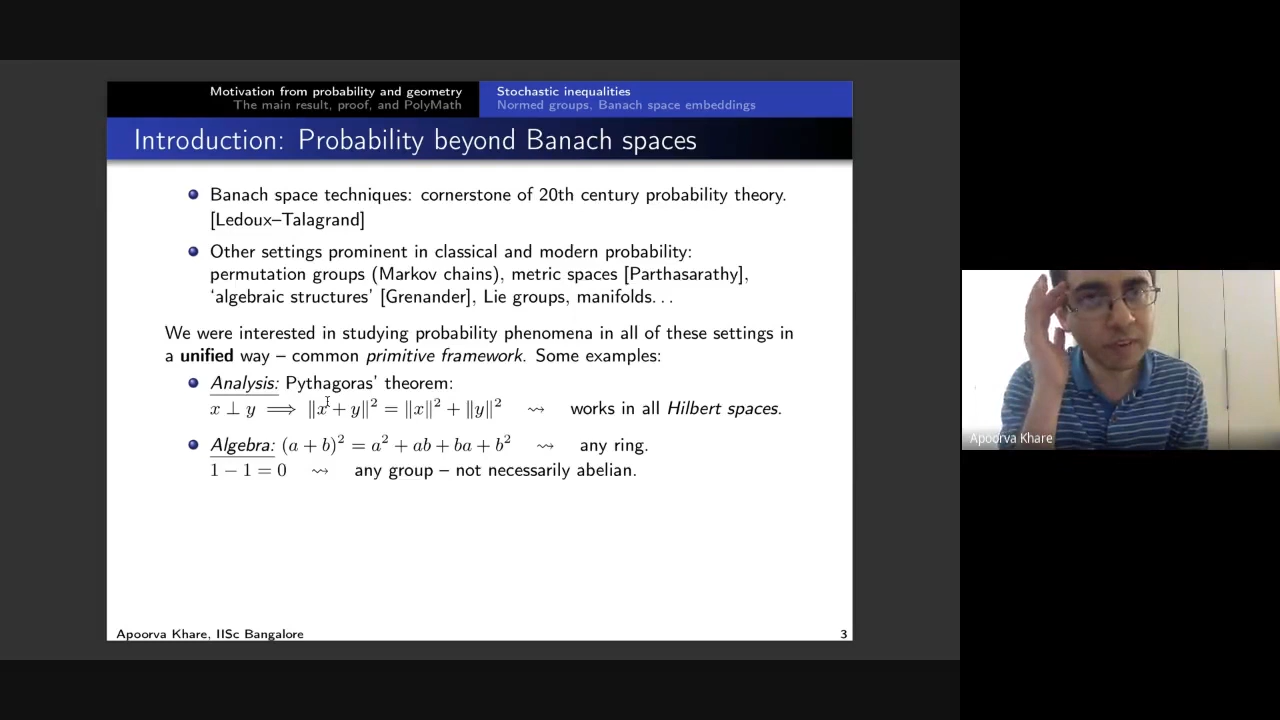 Motivation from probability and geometry
The main result, proof, and PolyMath
Stochastic inequalities
Normed groups, Banach space embeddings
Introduction: Probability beyond Banach spaces
Banach space techniques: cornerstone of 20th century probability theory.
[Ledoux–Talagrand]
Other settings prominent in classical and modern probability:
permutation groups (Markov chains), metric spaces [Parthasarathy],
‘algebraic structures’ [Grenander], Lie groups, manifolds. . .
We were interested in studying probability phenomena in all of these settings in
a unified way – common primitive framework. Some examples:
Analysis: Pythagoras’ theorem:
x ⊥ y ⟹ ‖x + y‖² = ‖x‖² + ‖y‖² ⇝ works in all Hilbert spaces.
Algebra: (a + b)² = a² + ab + ba + b² ⇝ any ring.
1 − 1 = 0 ⇝ any group – not necessarily abelian.
Apoorva Khare, IISc Bangalore
3
Apoorva Khare